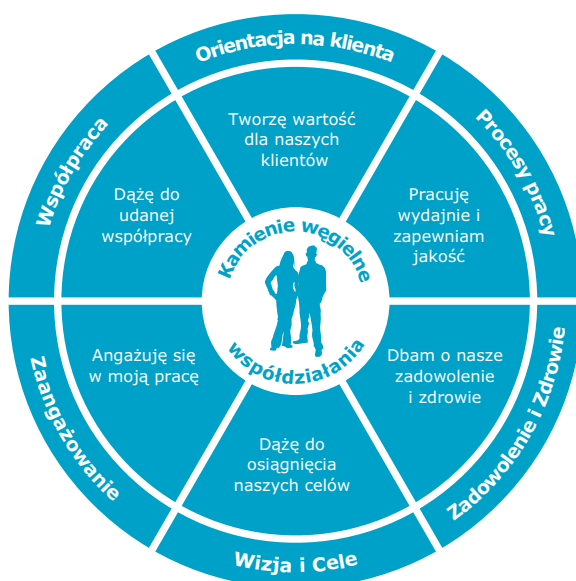 Orientacja na klienta
Tworzę wartość
dla naszych
klientów
Procesy pracy
Pracuję
wydajnie i
zapewniam
jakość
Zadowolenie i Zdrowie
Dbam o nasze
zadowolenie
i zdrowie
Wizja i Cele
Dążę do
osiągnięcia
naszych celów
Zaangażowanie
Angażuję się
w moją pracę
Współpraca
Dążę do
udanej
współpracy
Kamienie węgielne
współdziałania